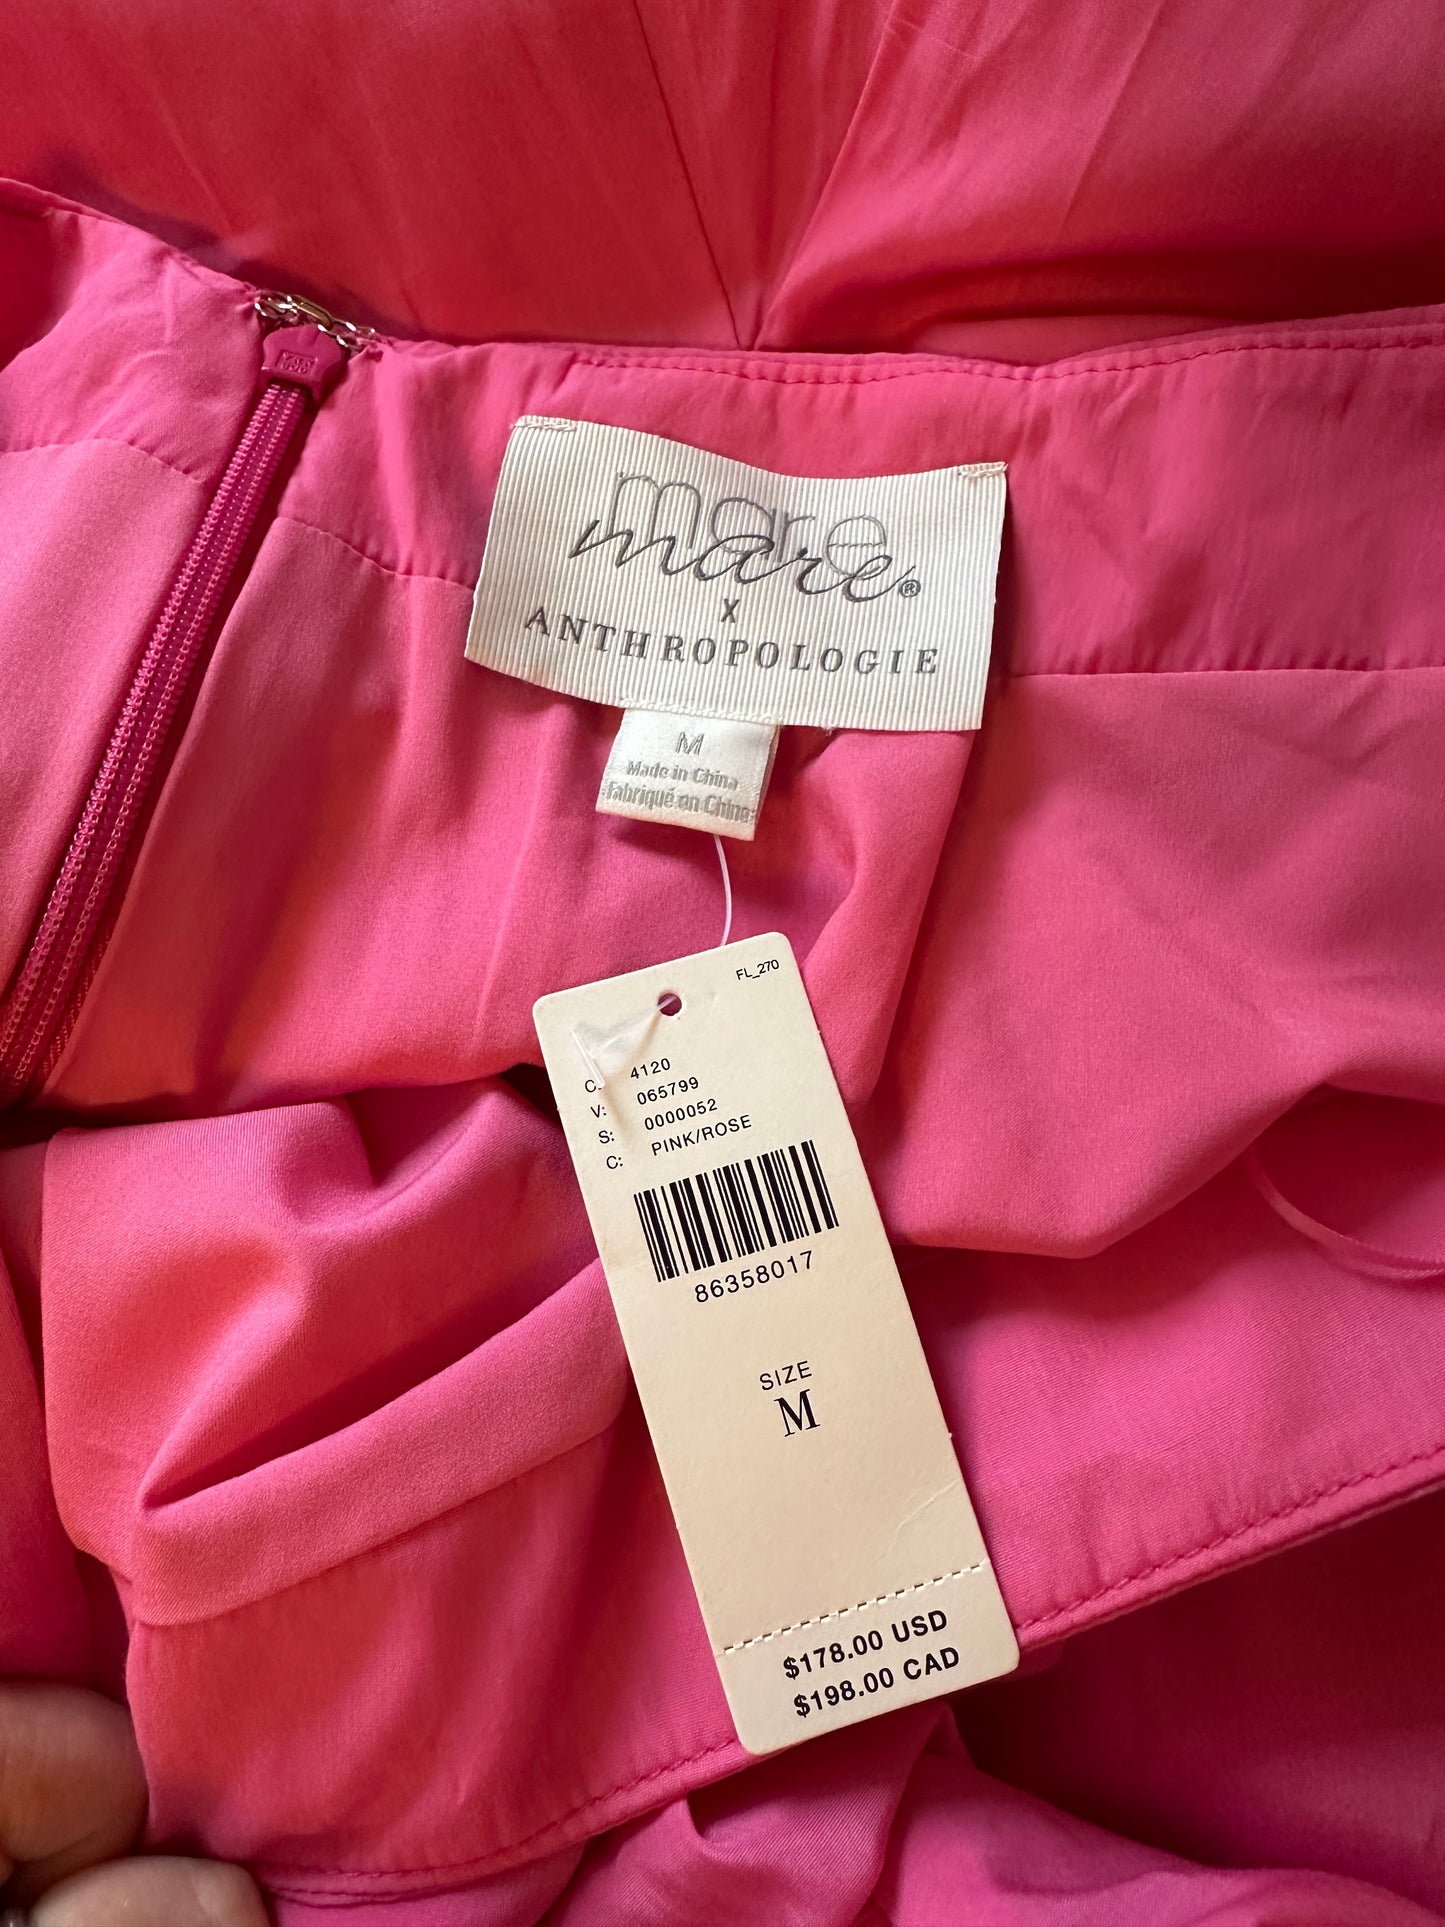 mare
mare®
X
ANTHROPOLOGIE
M
Made in China
Fabriqué en Chine
FL_270
4120
V: 065799
S: 0000052
C: PINK/ROSE
86358017
SIZE
M
$178.00 USD
$198.00 CAD